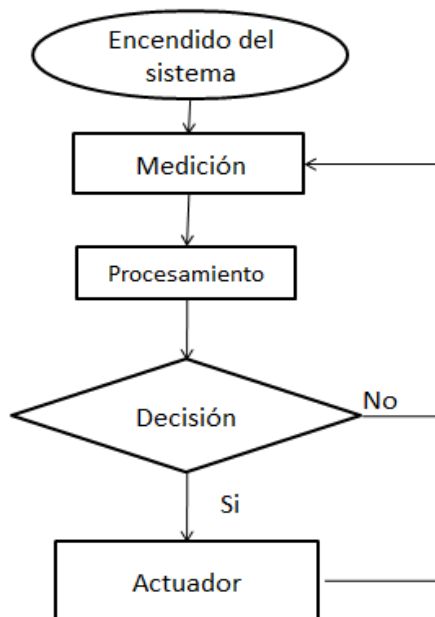 Encendido del
sistema
Medición
Procesamiento
Decisión
No
Si
Actuador